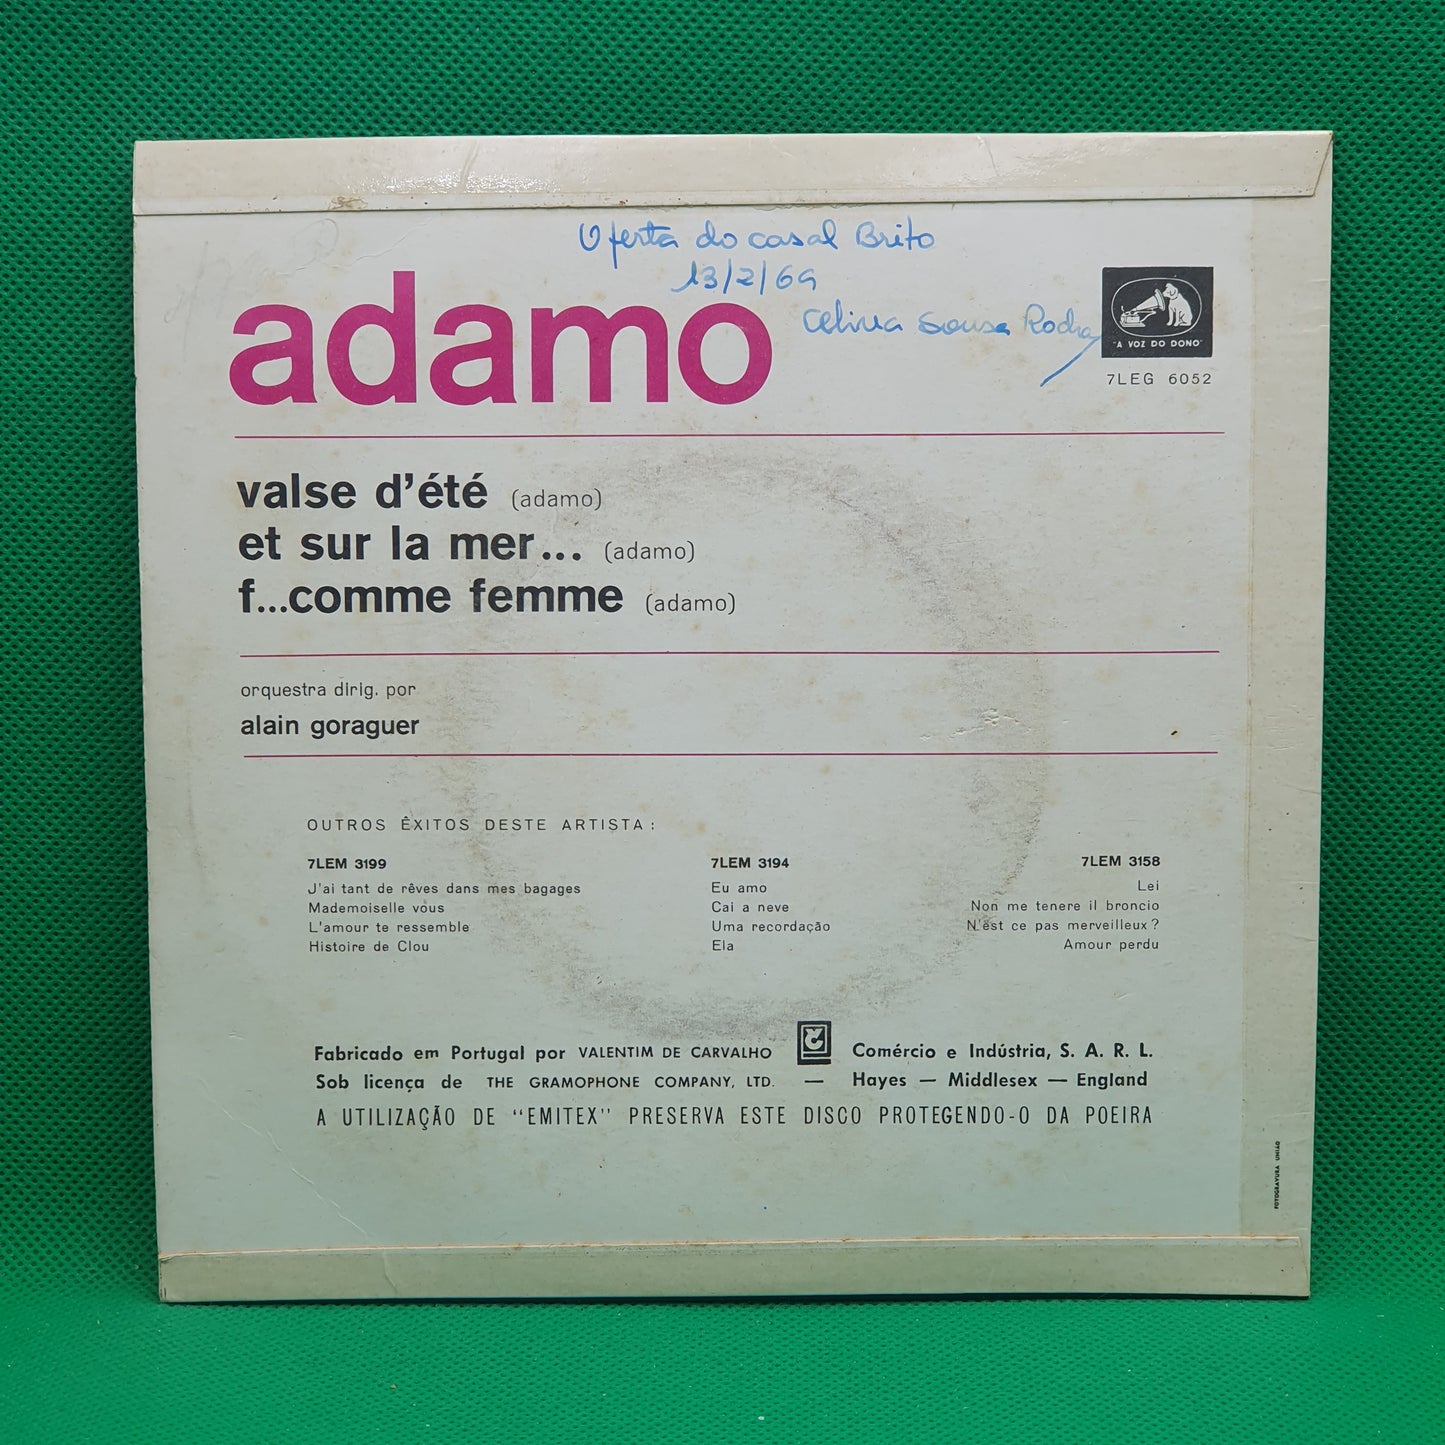 Oferta do casal Brito
13/2/69
Celina Sousa Rocha
adamo
"A VOZ DO DONO"
7LEG 6052
valse d'été (adamo)
et sur la mer... (adamo)
f...comme femme (adamo)
orquestra dirig. por
alain goraguer
OUTROS ÊXITOS DESTE ARTISTA:
7LEM 3199
J'ai tant de rêves dans mes bagages
Mademoiselle vous
L'amour te ressemble
Histoire de Clou
7LEM 3194
Eu amo
Cai a neve
Uma recordação
Ela
7LEM 3158
Lei
Non me tenere il broncio
N'est ce pas merveilleux?
Amour perdu
Fabricado em Portugal por VALENTIM DE CARVALHO Comércio e Indústria, S. A. R. L.
Sob licença de THE GRAMOPHONE COMPANY, LTD. — Hayes — Middlesex — England
A UTILIZAÇÃO DE "EMITEX" PRESERVA ESTE DISCO PROTEGENDO-O DA POEIRA
FOTOGRAVURA UNIÃO